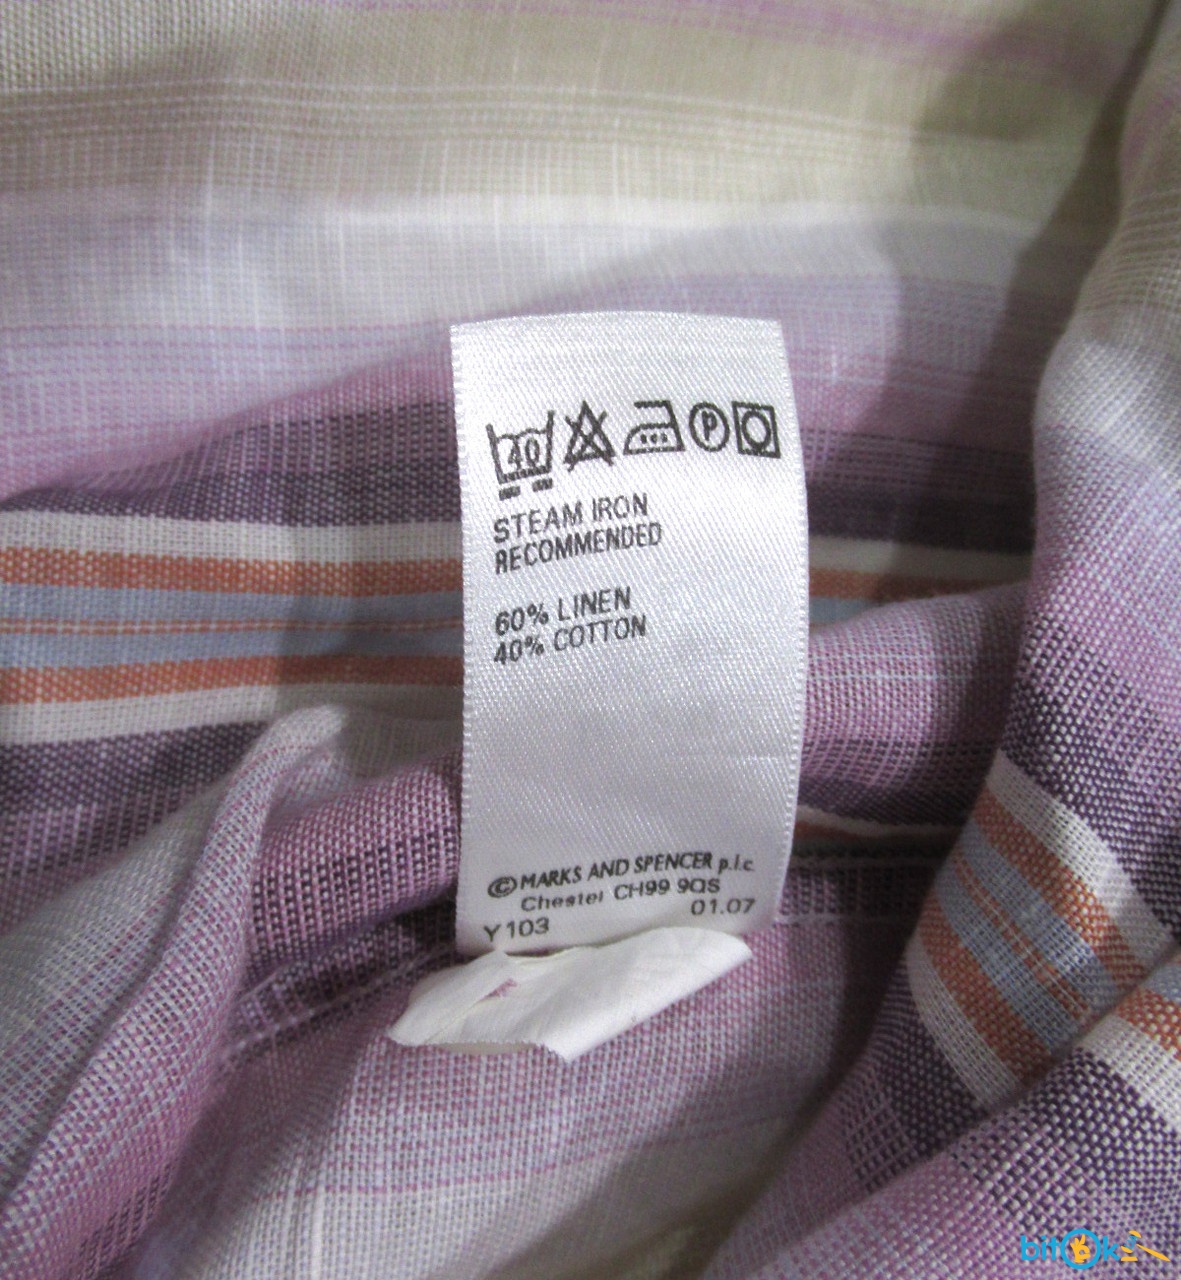 40 P
STEAM IRON
RECOMMENDED
60% LINEN
40% COTTON
© MARKS AND SPENCER p.l.c.
Chester CH99 9QS
Y103 01.07
bitok